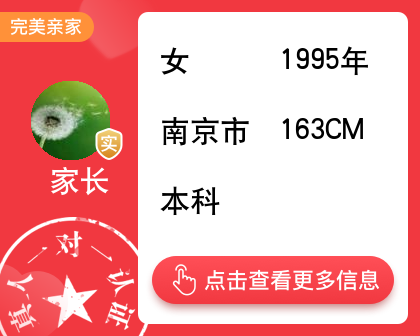 完美亲家
女 1995年
南京市 163CM
本科
实
家长
真人一对一认证
点击查看更多信息